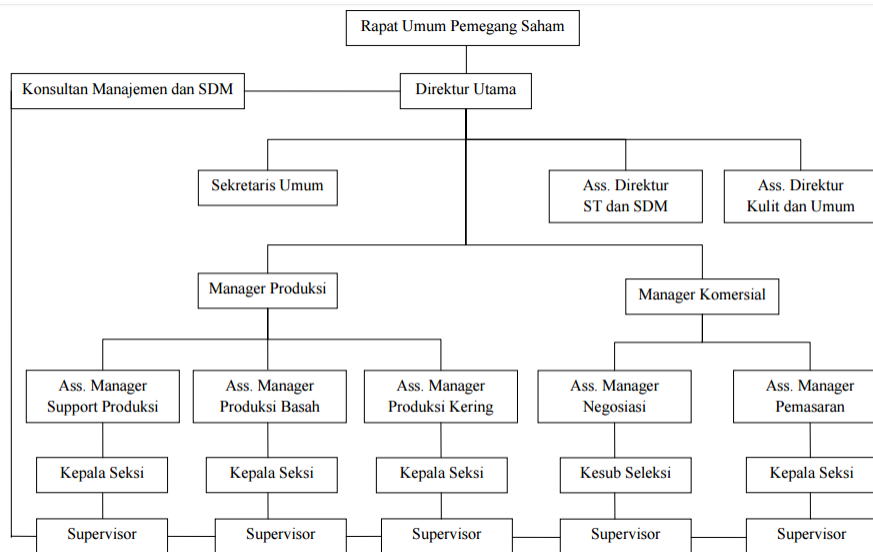 Rapat Umum Pemegang Saham
Konsultan Manajemen dan SDM
Direktur Utama
Sekretaris Umum
Ass. Direktur
ST dan SDM
Ass. Direktur
Kulit dan Umum
Manager Produksi
Manager Komersial
Ass. Manager
Support Produksi
Ass. Manager
Produksi Basah
Ass. Manager
Produksi Kering
Ass. Manager
Negosiasi
Ass. Manager
Pemasaran
Kepala Seksi
Kepala Seksi
Kepala Seksi
Kesub Seleksi
Kepala Seksi
Supervisor
Supervisor
Supervisor
Supervisor
Supervisor